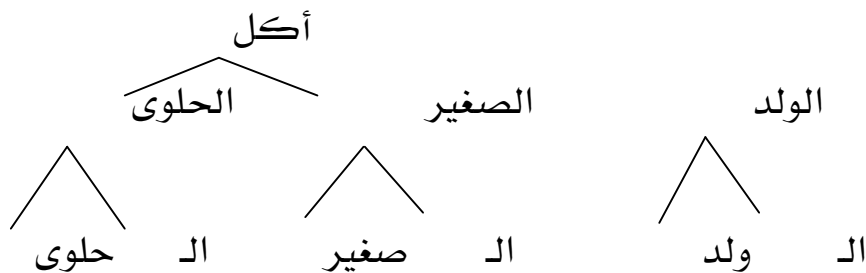 أكل
الولد الصغير الحلوى
الـ ولد الـ صغير الـ حلوى